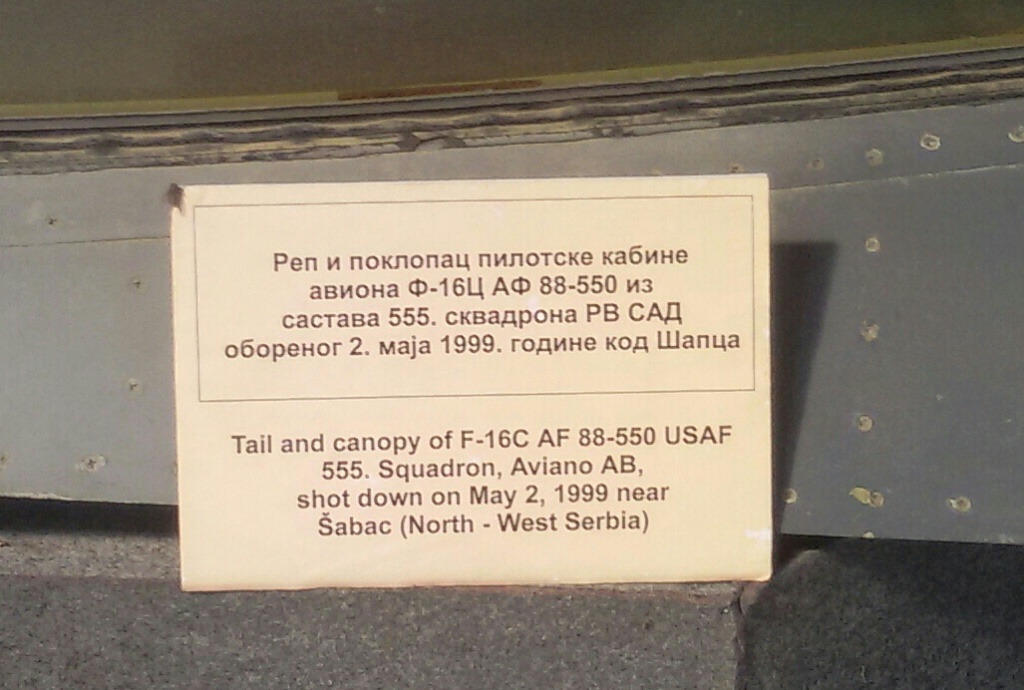 Реп и поклопац пилотске кабине
авиона Ф-16Ц АФ 88-550 из
састава 555. сквадрона РВ САД
обореног 2. маја 1999. године код Шапца
Tail and canopy of F-16C AF 88-550 USAF
555. Squadron, Aviano AB,
shot down on May 2, 1999 near
Šabac (North - West Serbia)